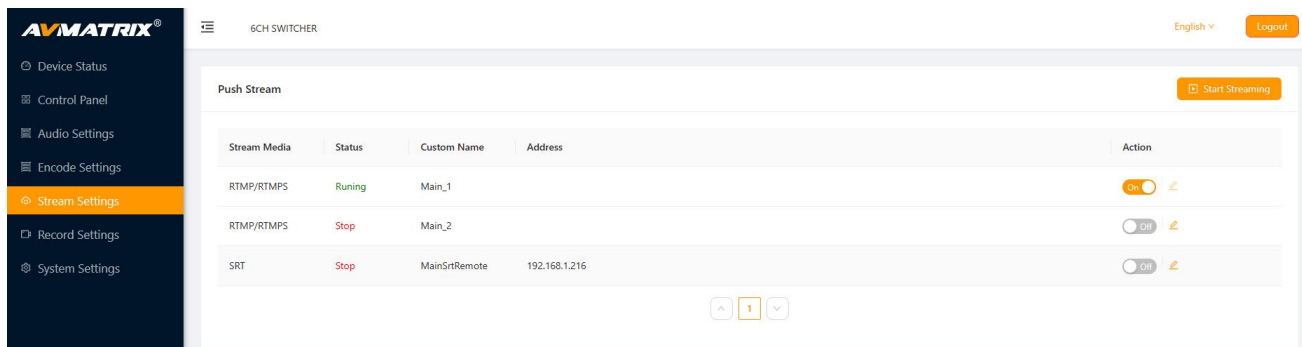 AVMATRIX®
6CH SWITCHER
English
Logout
Device Status
Control Panel
Audio Settings
Encode Settings
Stream Settings
Record Settings
System Settings
Push Stream
Start Streaming
Stream Media Status Custom Name Address Action
RTMP/RTMPS Runing Main_1 On
RTMP/RTMPS Stop Main_2 Off
SRT Stop MainSrtRemote 192.168.1.216 Off
1